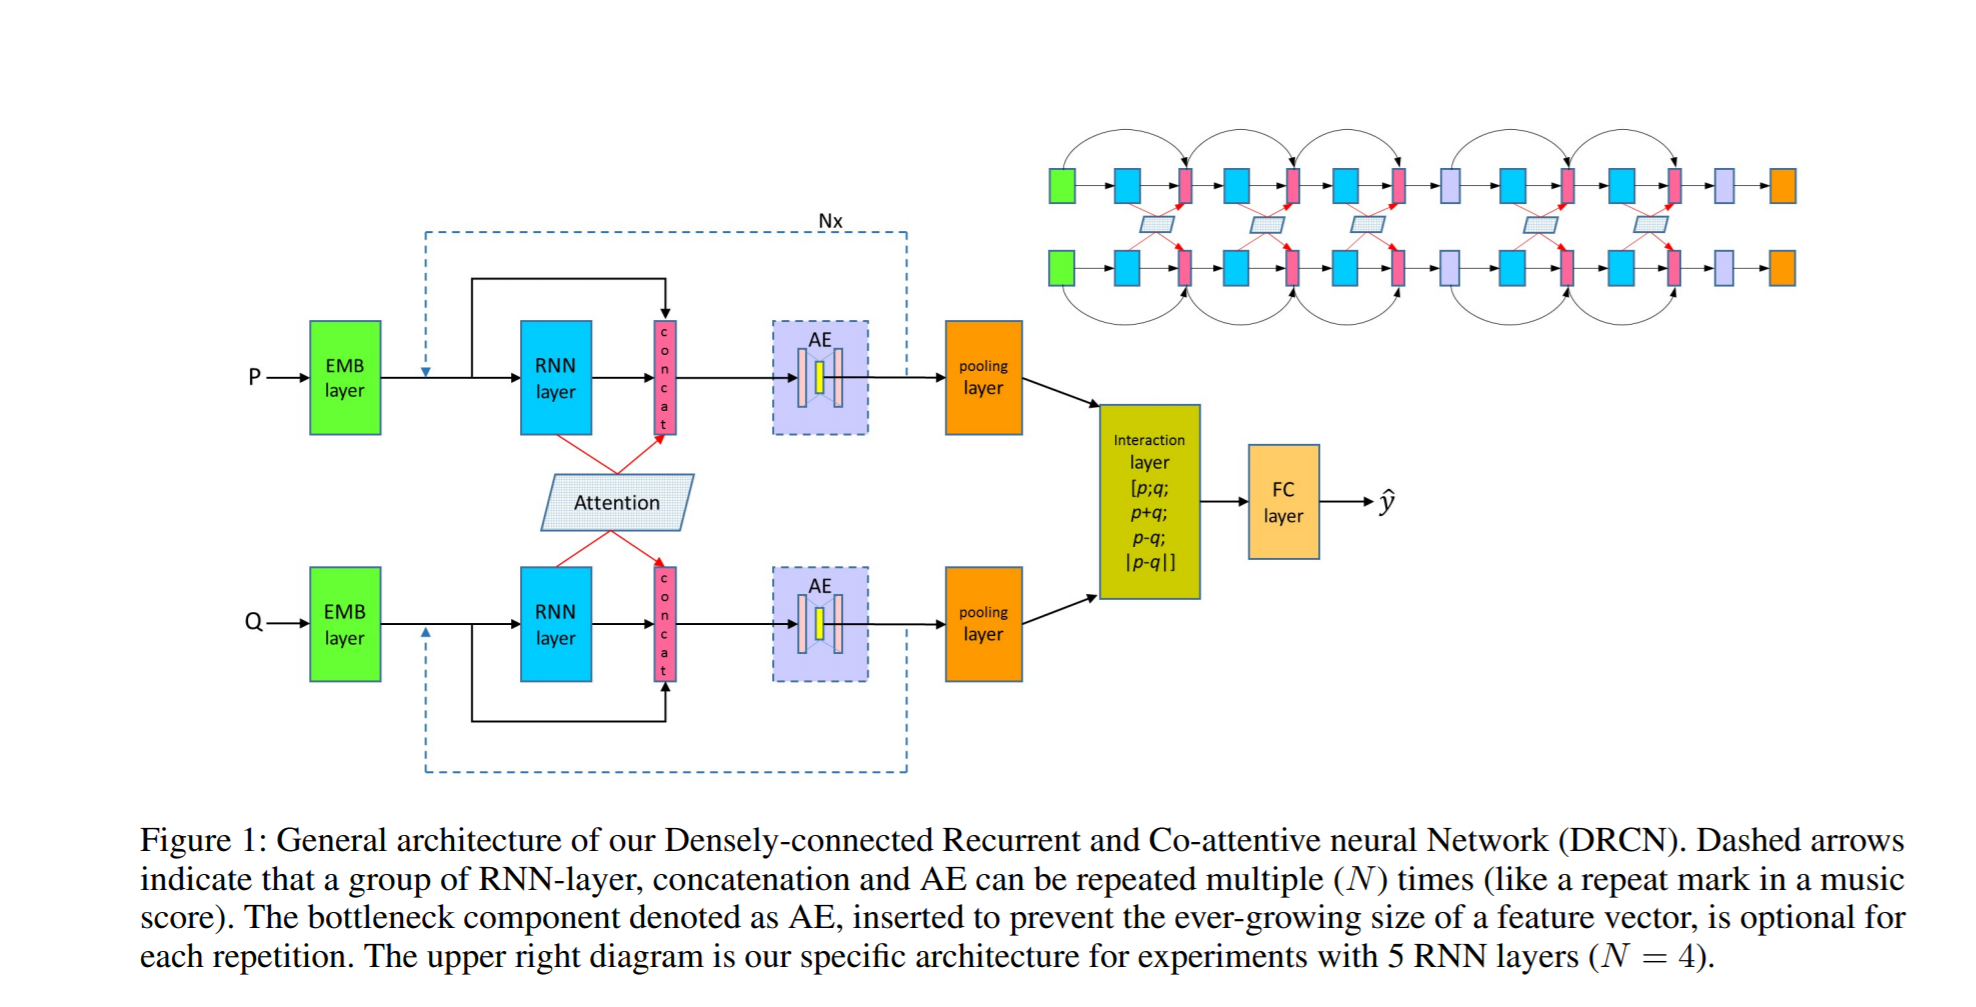 Nx
P
EMB
layer
RNN
layer
concat
AE
pooling
layer
Attention
Interaction
layer
[p;q;
p+q;
p-q;
|p-q|]
FC
layer
ŷ
Q
EMB
layer
RNN
layer
concat
AE
pooling
layer
Figure 1: General architecture of our Densely-connected Recurrent and Co-attentive neural Network (DRCN). Dashed arrows
indicate that a group of RNN-layer, concatenation and AE can be repeated multiple (N) times (like a repeat mark in a music
score). The bottleneck component denoted as AE, inserted to prevent the ever-growing size of a feature vector, is optional for
each repetition. The upper right diagram is our specific architecture for experiments with 5 RNN layers (N = 4).